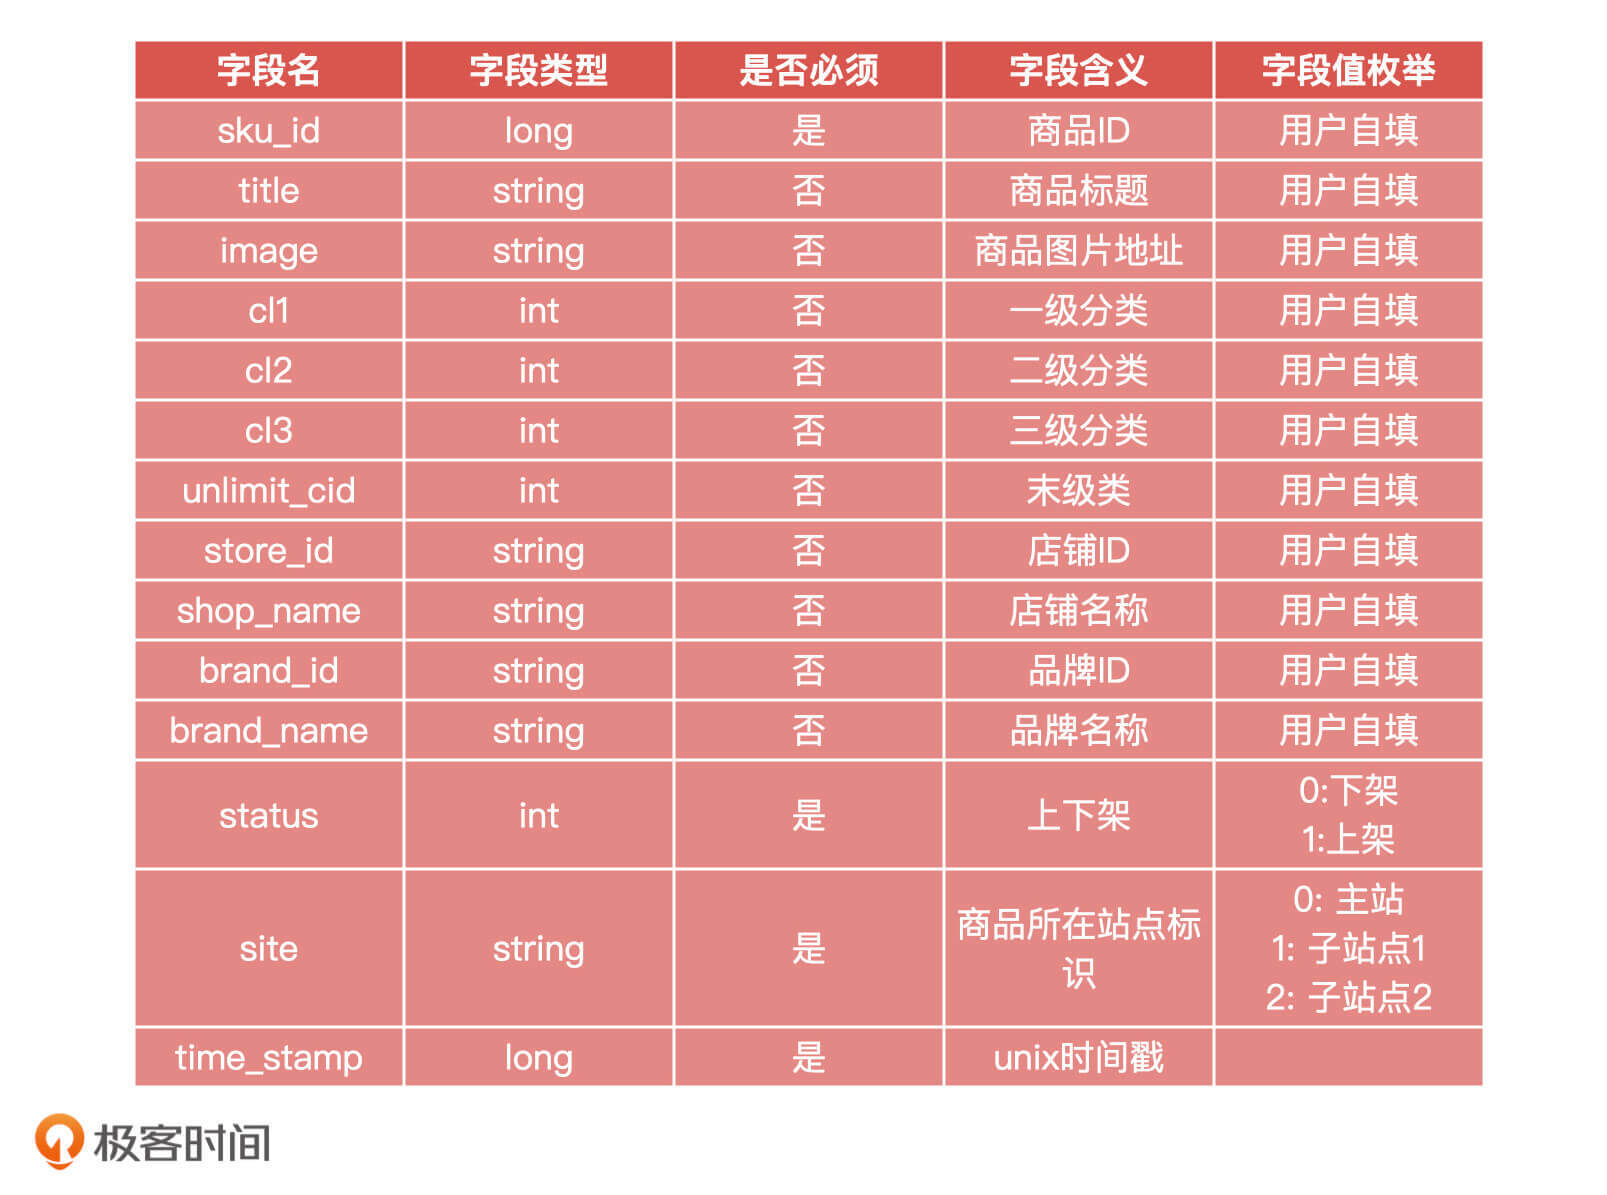 字段名 字段类型 是否必须 字段含义 字段值枚举
sku_id long 是 商品ID 用户自填
title string 否 商品标题 用户自填
image string 否 商品图片地址 用户自填
cl1 int 否 一级分类 用户自填
cl2 int 否 二级分类 用户自填
cl3 int 否 三级分类 用户自填
unlimit_cid int 否 末级类 用户自填
store_id string 否 店铺ID 用户自填
shop_name string 否 店铺名称 用户自填
brand_id string 否 品牌ID 用户自填
brand_name string 否 品牌名称 用户自填
status int 是 上下架 0:下架
1:上架
site string 是 商品所在站点标
识
0: 主站
1: 子站点1
2: 子站点2
time_stamp long 是 unix时间戳
极客时间